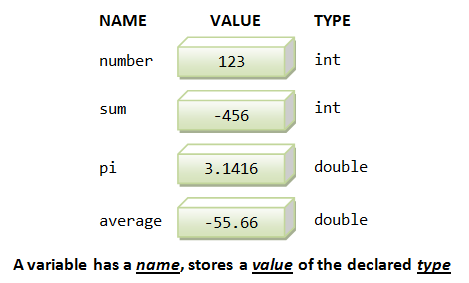 NAME VALUE TYPE
number 123 int
sum -456 int
pi 3.1416 double
average -55.66 double
A variable has a name, stores a value of the declared type